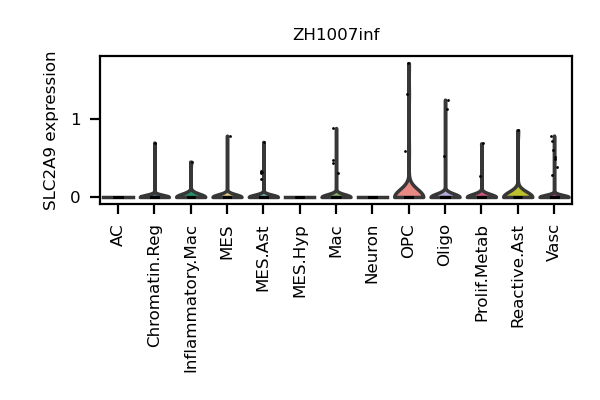 ZH1007inf
SLC2A9 expression
1
0
AC
Chromatin.Reg
Inflammatory.Mac
MES
MES.Ast
MES.Hyp
Mac
Neuron
OPC
Oligo
Prolif.Metab
Reactive.Ast
Vasc